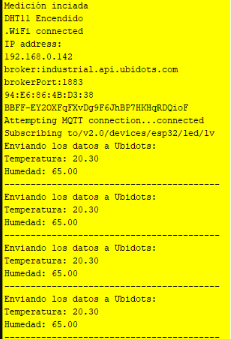 Medición inciada
DHT11 Encendido
.WiFi connected
IP address:
192.168.0.142
broker:industrial.api.ubidots.com
brokerPort:1883
94:E6:86:4B:D3:38
BBFF-EY2OXFqFXvDg9F6JhBP7HKHqRDQioF
Attempting MQTT connection...connected
Subscribing to/v2.0/devices/esp32/led/lv
Enviando los datos a Ubidots:
Temperatura: 20.30
Humedad: 65.00
----------------------------------------
Enviando los datos a Ubidots:
Temperatura: 20.30
Humedad: 65.00
----------------------------------------
Enviando los datos a Ubidots:
Temperatura: 20.30
Humedad: 65.00
----------------------------------------
Enviando los datos a Ubidots:
Temperatura: 20.30
Humedad: 65.00
----------------------------------------